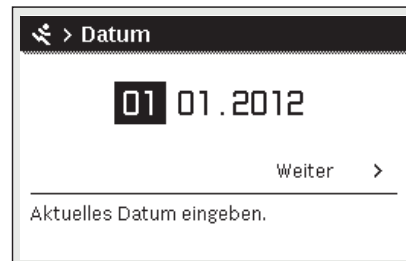 > Datum
01 01.2012
Weiter >
Aktuelles Datum eingeben.